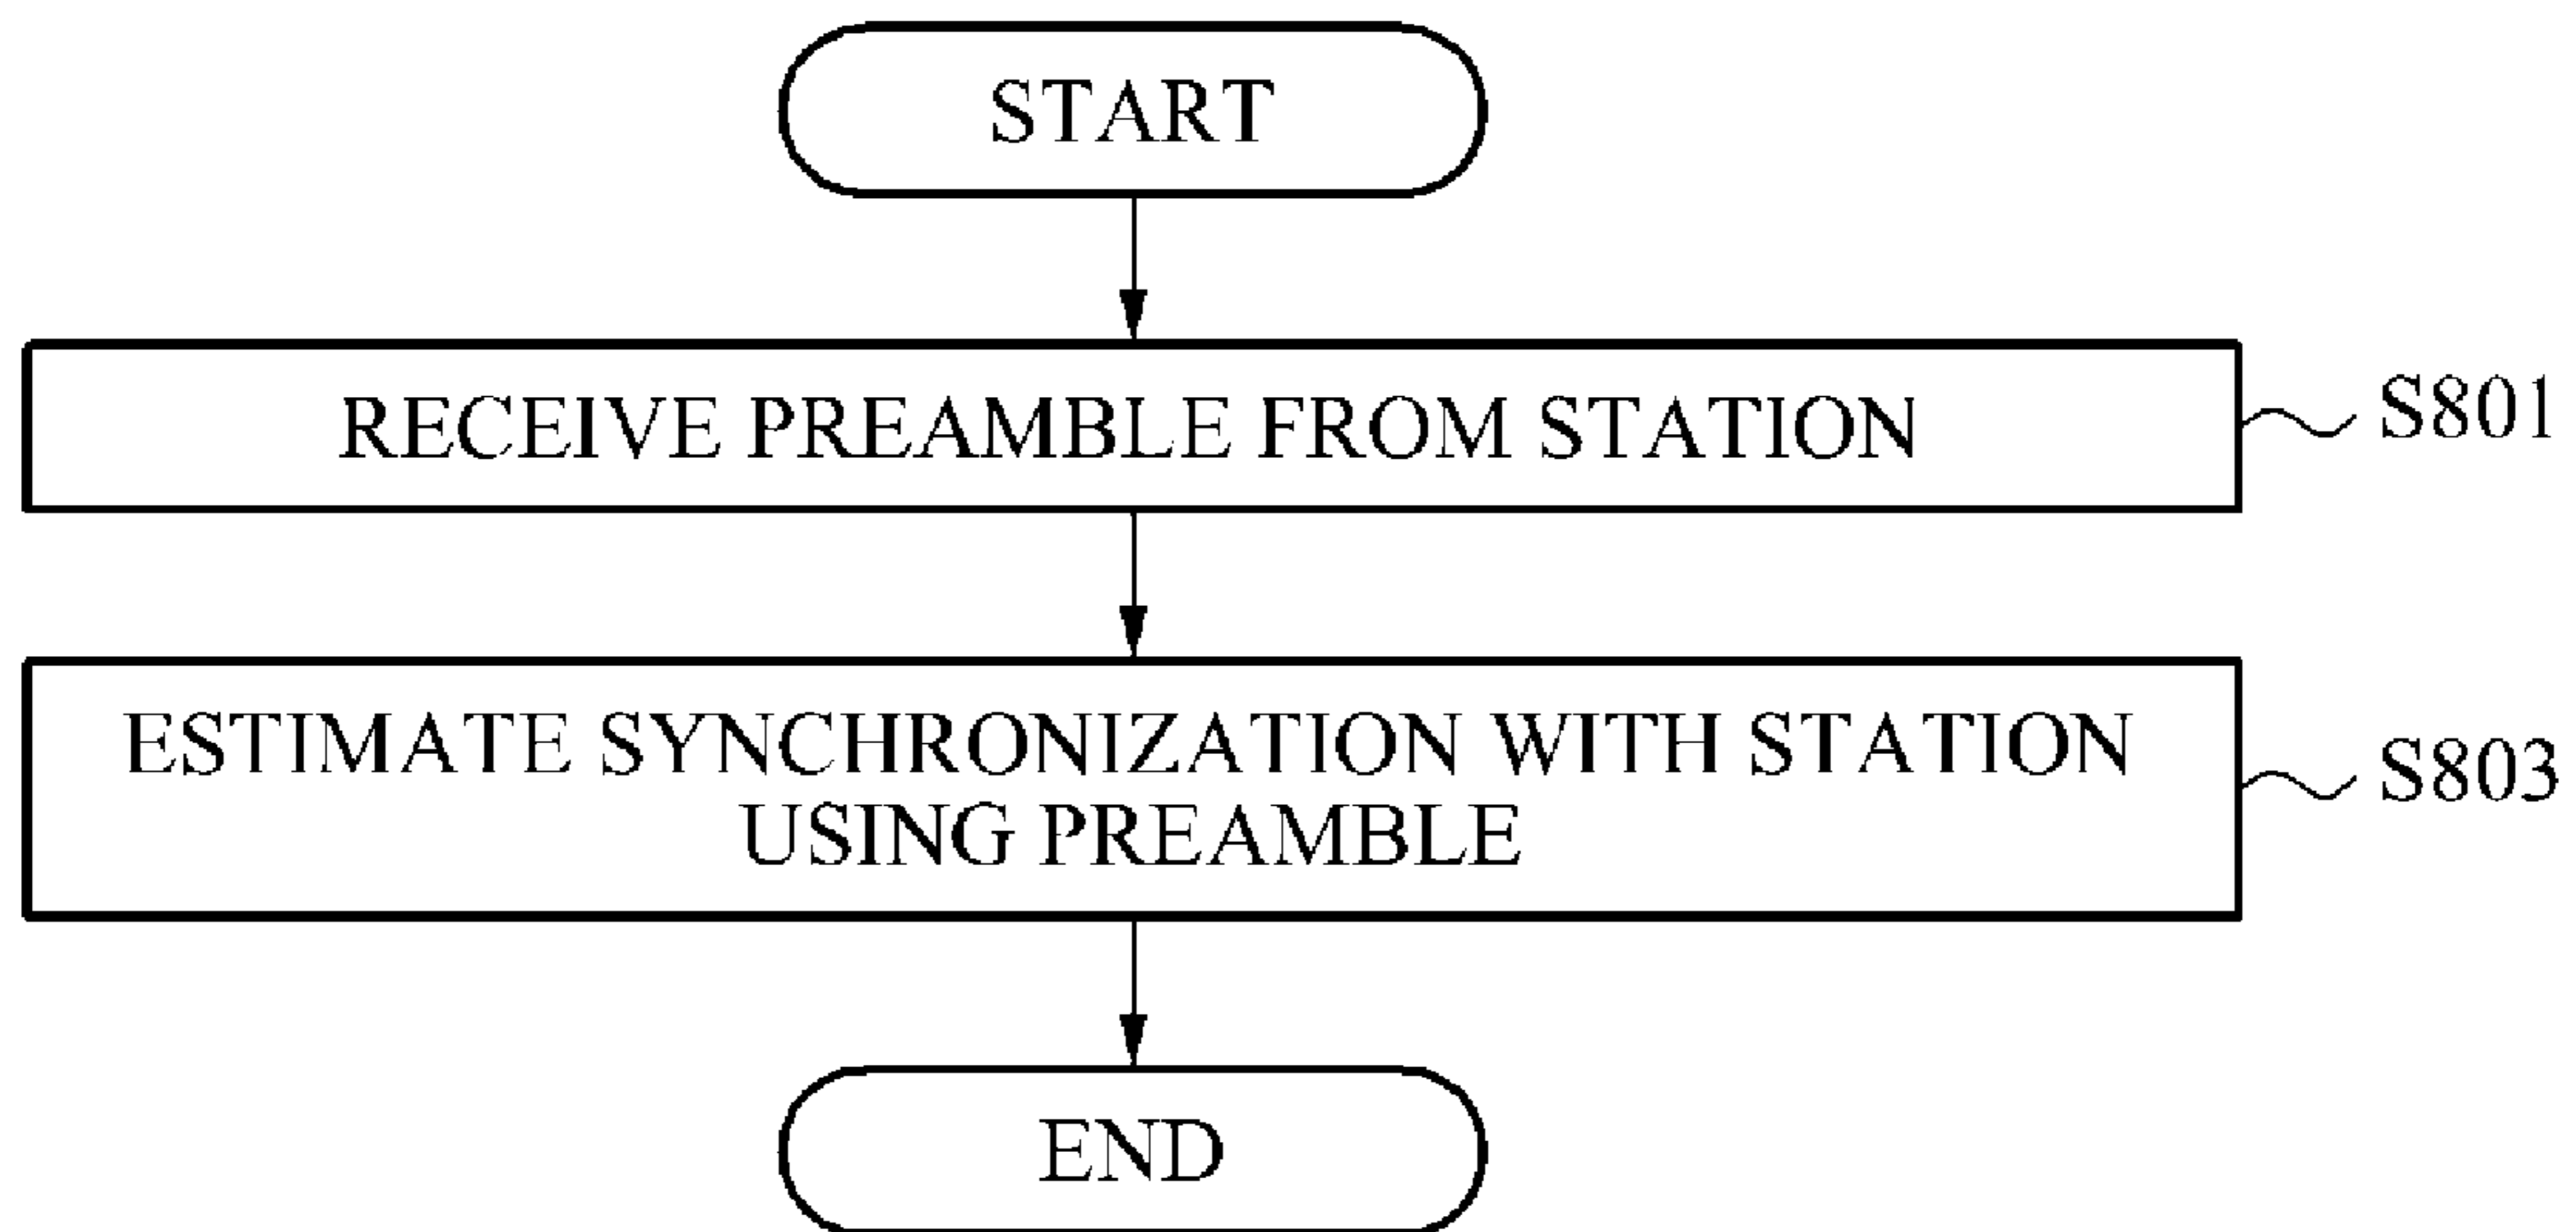 START
RECEIVE PREAMBLE FROM STATION
S801
ESTIMATE SYNCHRONIZATION WITH STATION
USING PREAMBLE
S803
END